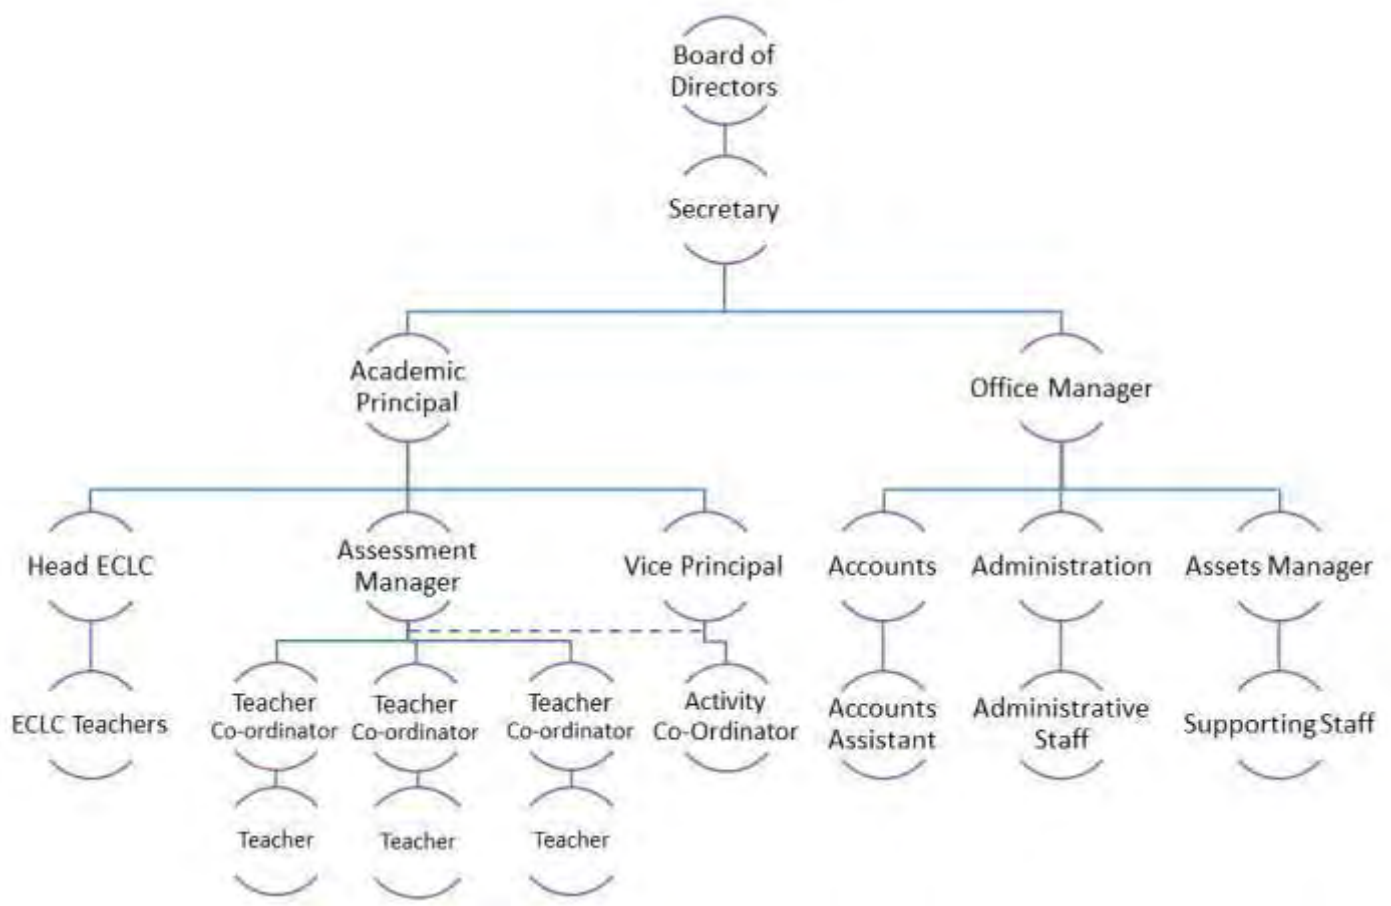 Board of
Directors
Secretary
Academic
Principal
Office Manager
Head ECLC
Assessment
Manager
Vice Principal
Accounts
Administration
Assets Manager
ECLC Teachers
Teacher
Co-ordinator
Teacher
Co-ordinator
Teacher
Co-ordinator
Activity
Co-Ordinator
Accounts
Assistant
Administrative
Staff
Supporting Staff
Teacher
Teacher
Teacher